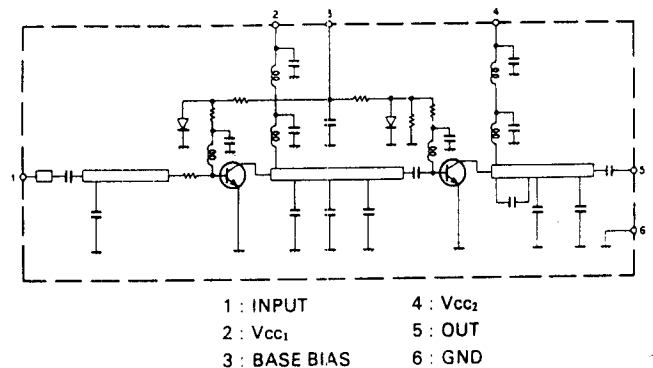 2 3 4
1
5
6
1 : INPUT 4 : Vcc₂
2 : Vcc₁ 5 : OUT
3 : BASE BIAS 6 : GND